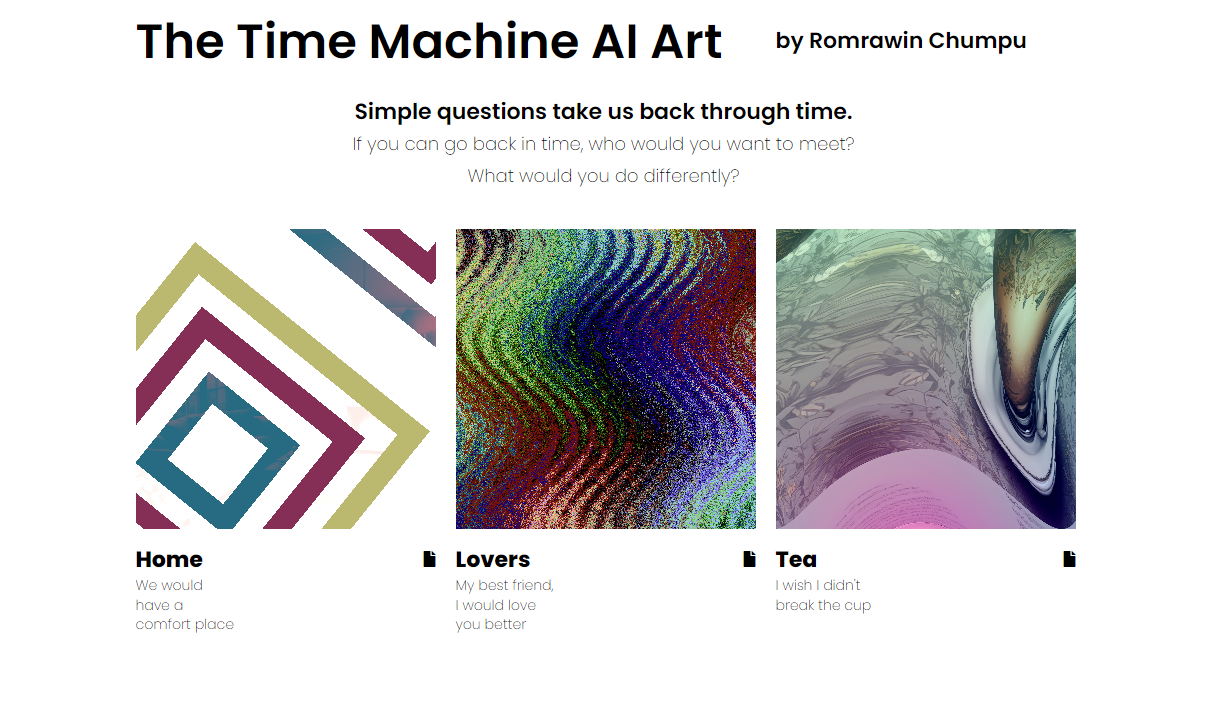 The Time Machine AI Art
by Romrawin Chumpu
Simple questions take us back through time.
If you can go back in time, who would you want to meet?
What would you do differently?
Home
We would
have a
comfort place
Lovers
My best friend,
I would love
you better
Tea
I wish I didn't
break the cup